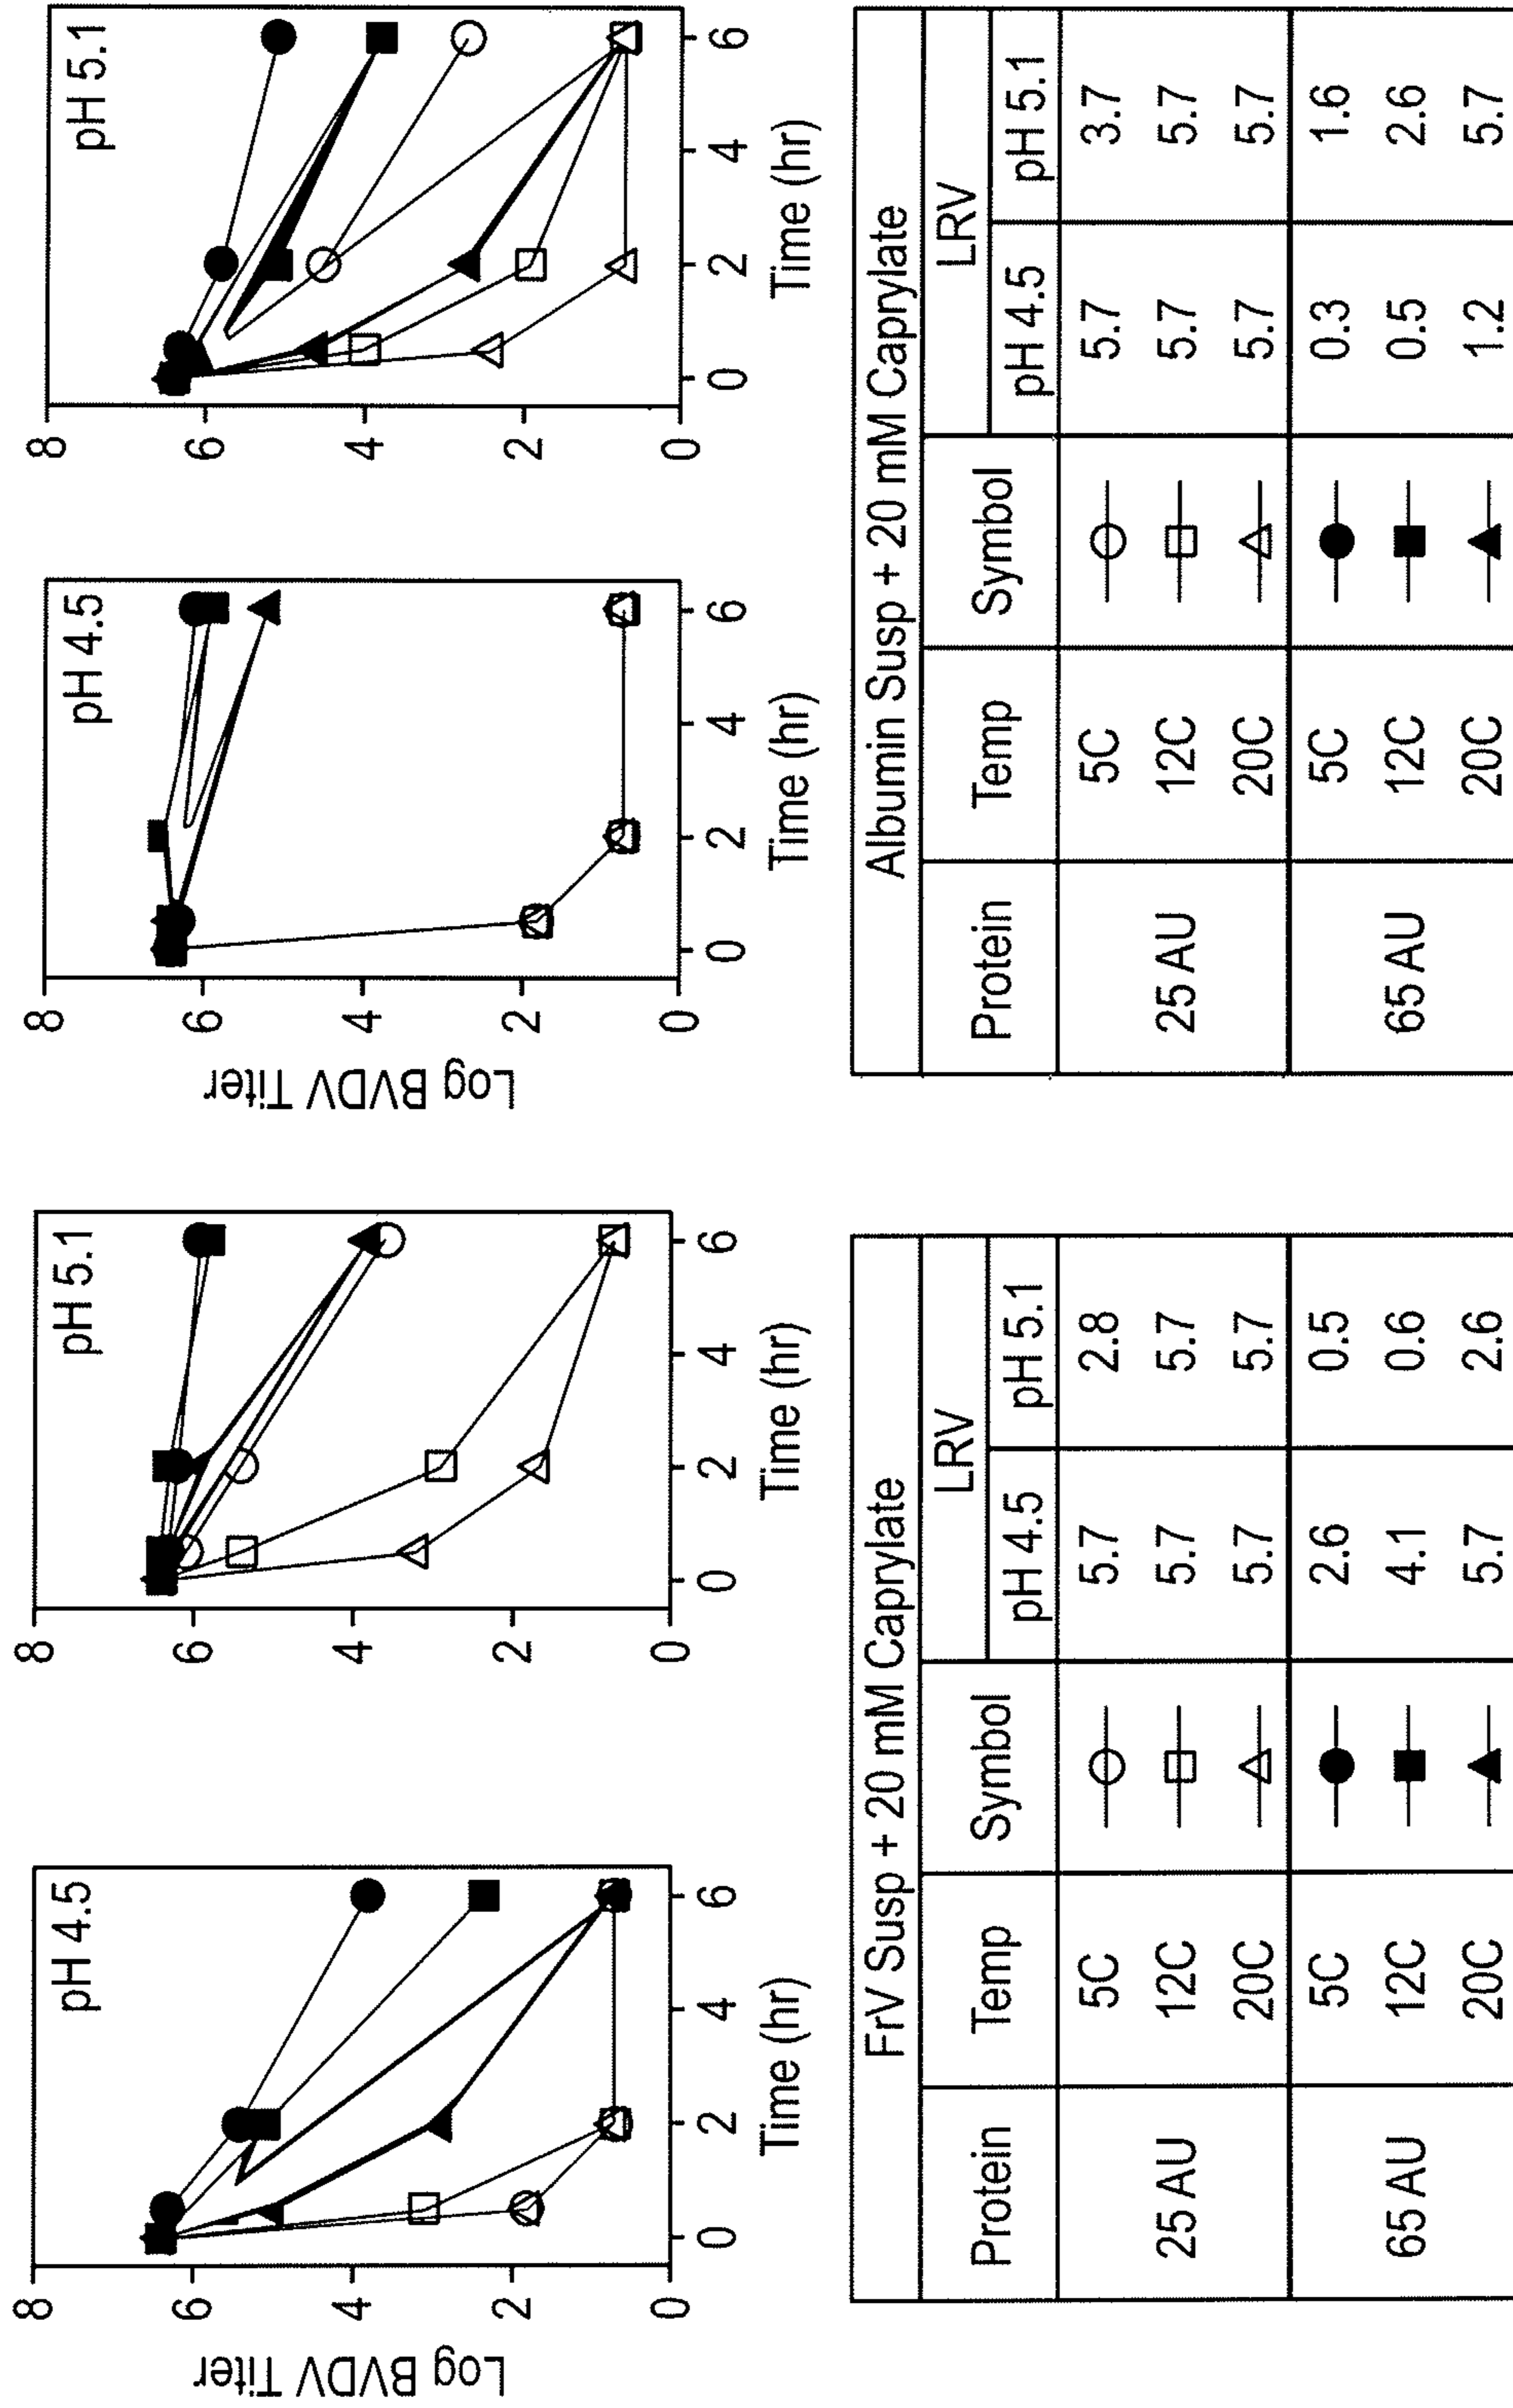 pH 4.5
8
6
4
2
0
Log BVDV Titer
0 2 4 6
Time (hr)
pH 5.1
8
6
4
2
0
0 2 4 6
Time (hr)
pH 4.5
8
6
4
2
0
Log BVDV Titer
0 2 4 6
Time (hr)
pH 5.1
8
6
4
2
0
0 2 4 6
Time (hr)
FrV Susp + 20 mM Caprylate
Protein Temp Symbol LRV
pH 4.5 pH 5.1
25 AU
5C 5.7 2.8
12C 5.7 5.7
20C 5.7 5.7
65 AU
5C 2.6 0.5
12C 4.1 0.6
20C 5.7 2.6
Albumin Susp + 20 mM Caprylate
Protein Temp Symbol LRV
pH 4.5 pH 5.1
25 AU
5C 5.7 3.7
12C 5.7 5.7
20C 5.7 5.7
65 AU
5C 0.3 1.6
12C 0.5 2.6
20C 1.2 5.7